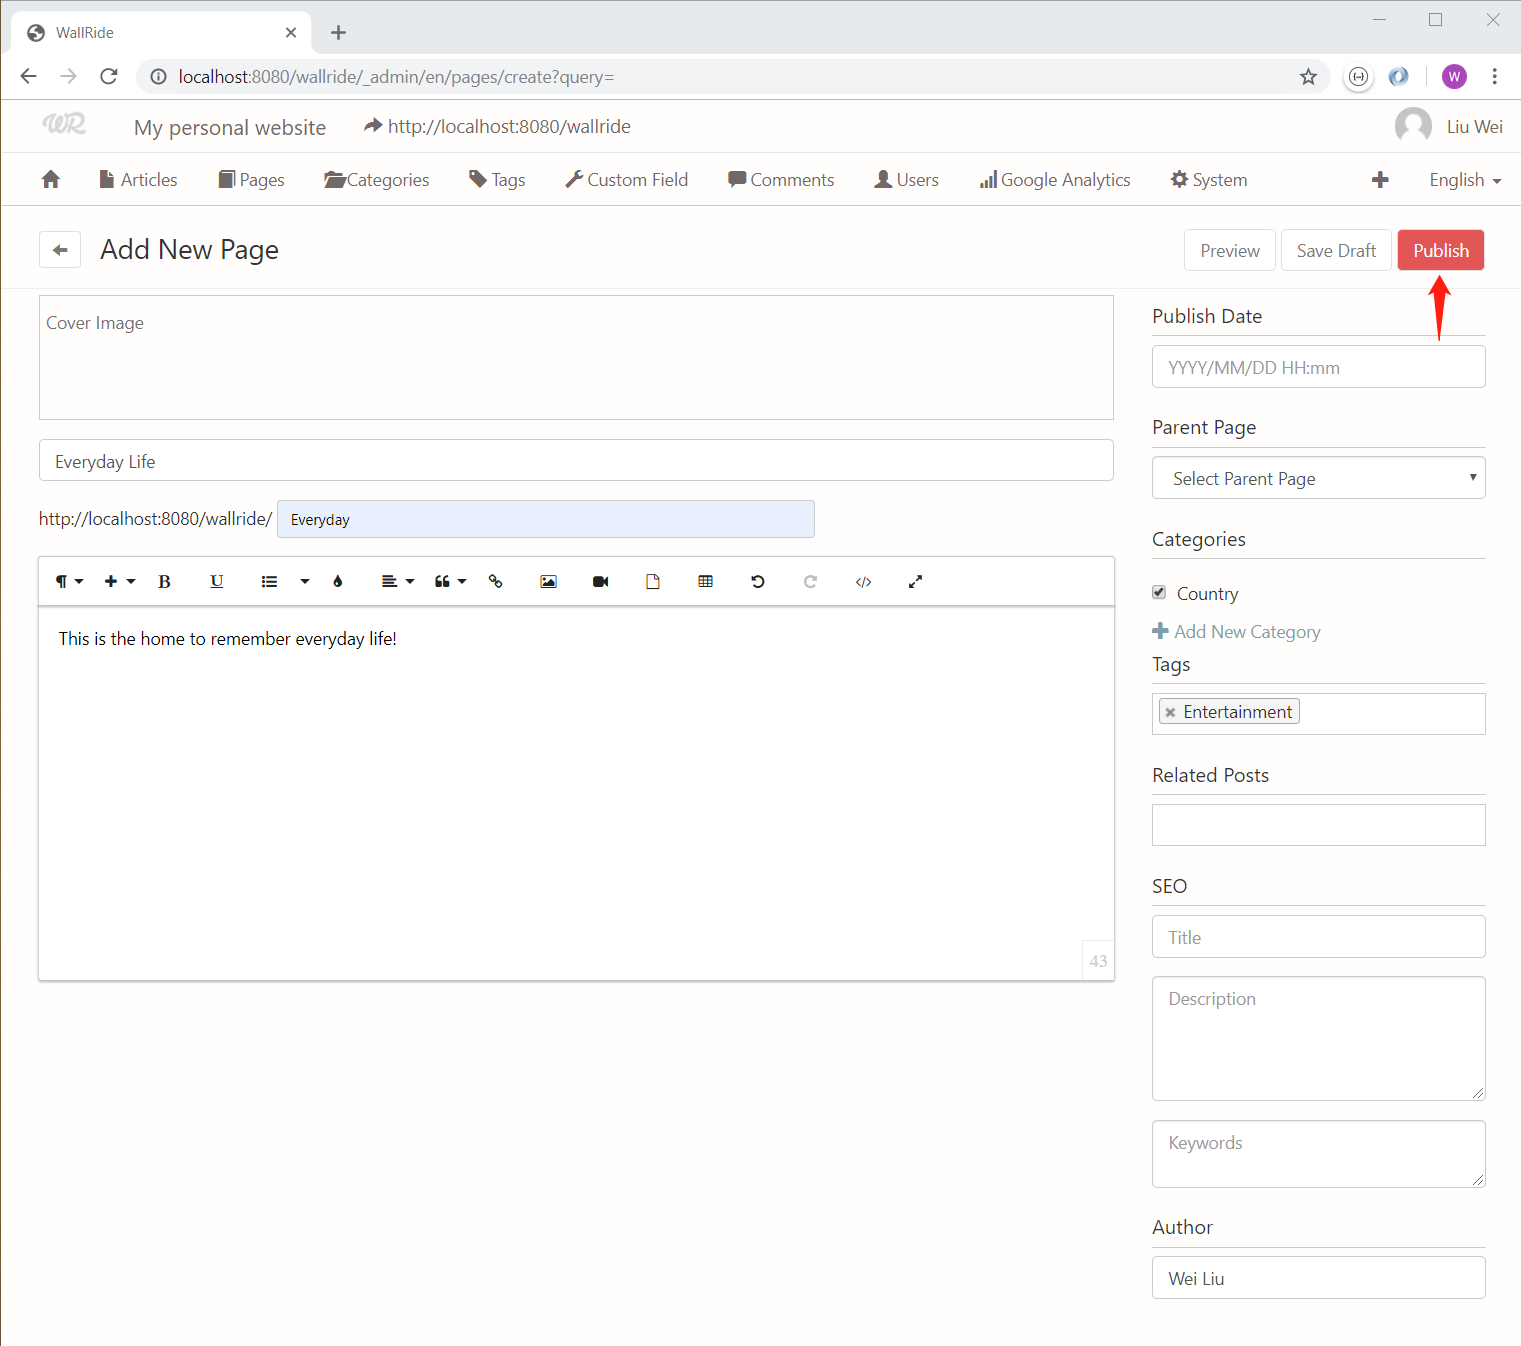 WallRide
localhost:8080/wallride/_admin/en/pages/create?query=
W
WR My personal website http://localhost:8080/wallride Liu Wei
Articles Pages Categories Tags Custom Field Comments Users Google Analytics System English
Add New Page Preview Save Draft Publish
Cover Image
Everyday Life
http://localhost:8080/wallride/ Everyday
B U
This is the home to remember everyday life!
43
Publish Date
YYYY/MM/DD HH:mm
Parent Page
Select Parent Page
Categories
Country
Add New Category
Tags
Entertainment
Related Posts
SEO
Title
Description
Keywords
Author
Wei Liu